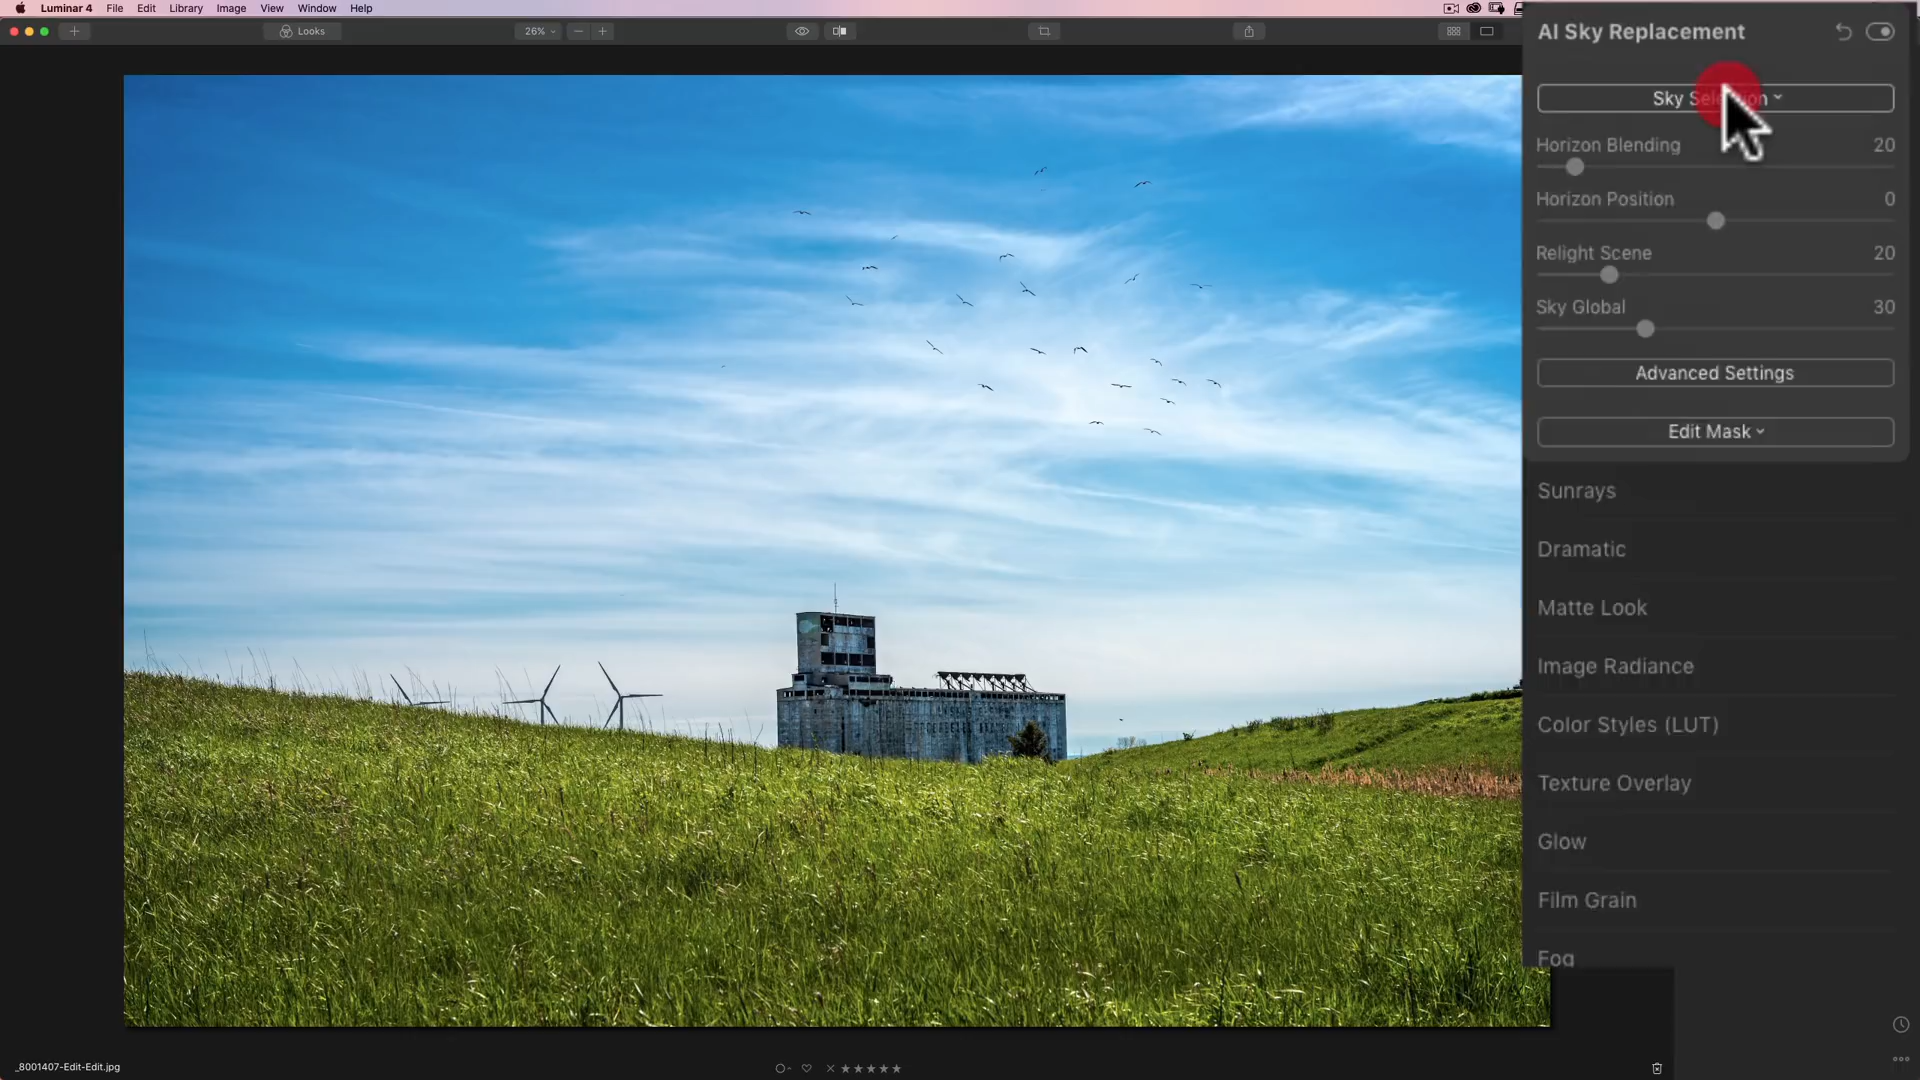 Luminar 4 File Edit Library Image View Window Help
Looks
26%
AI Sky Replacement
Sky Selection
Horizon Blending 20
Horizon Position 0
Relight Scene 20
Sky Global 30
Advanced Settings
Edit Mask
Sunrays
Dramatic
Matte Look
Image Radiance
Color Styles (LUT)
Texture Overlay
Glow
Film Grain
Fog
_8001407-Edit-Edit.jpg